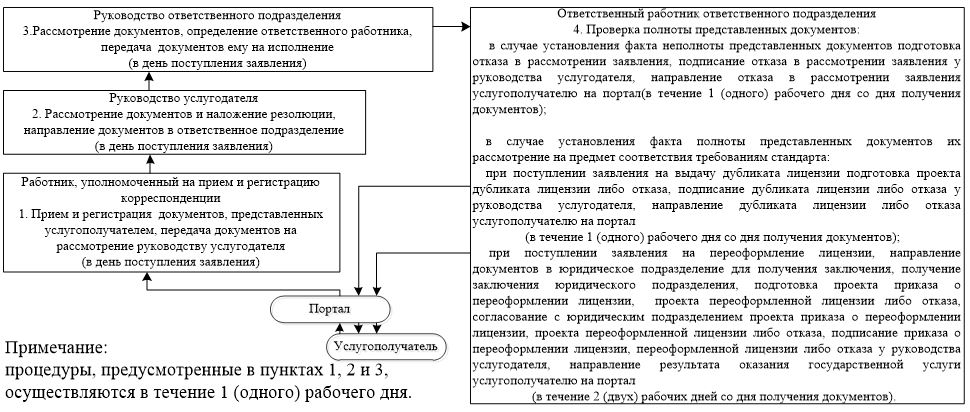 Руководство ответственного подразделения
3.Рассмотрение документов, определение ответственного работника,
передача документов ему на исполнение
(в день поступления заявления)
Руководство услугодателя
2. Рассмотрение документов и наложение резолюции,
направление документов в ответственное подразделение
(в день поступления заявления)
Работник, уполномоченный на прием и регистрацию
корреспонденции
1. Прием и регистрация документов, представленных
услугополучателем, передача документов на
рассмотрение руководству услугодателя
(в день поступления заявления)
Портал
Услугополучатель
Примечание:
процедуры, предусмотренные в пунктах 1, 2 и 3,
осуществляются в течение 1 (одного) рабочего дня.
Ответственный работник ответственного подразделения
4. Проверка полноты представленных документов:
в случае установления факта неполноты представленных документов подготовка
отказа в рассмотрении заявления, подписание отказа в рассмотрении заявления у
руководства услугодателя, направление отказа в рассмотрении заявления
услугополучателю на портал(в течение 1 (одного) рабочего дня со дня получения
документов);
в случае установления факта полноты представленных документов их
рассмотрение на предмет соответствия требованиям стандарта:
при поступлении заявления на выдачу дубликата лицензии подготовка проекта
дубликата лицензии либо отказа, подписание дубликата лицензии либо отказа у
руководства услугодателя, направление дубликата лицензии либо отказа
услугополучателю на портал
(в течение 1 (одного) рабочего дня со дня получения документов);
при поступлении заявления на переоформление лицензии, направление
документов в юридическое подразделение для получения заключения, получение
заключения юридического подразделения, подготовка проекта приказа о
переоформлении лицензии, проекта переоформленной лицензии либо отказа,
согласование с юридическим подразделением проекта приказа о переоформлении
лицензии, проекта переоформленной лицензии либо отказа, подписание приказа о
переоформлении лицензии, переоформленной лицензии либо отказа у руководства
услугодателя, направление результата оказания государственной услуги
услугополучателю на портал
(в течение 2 (двух) рабочих дней со дня получения документов).